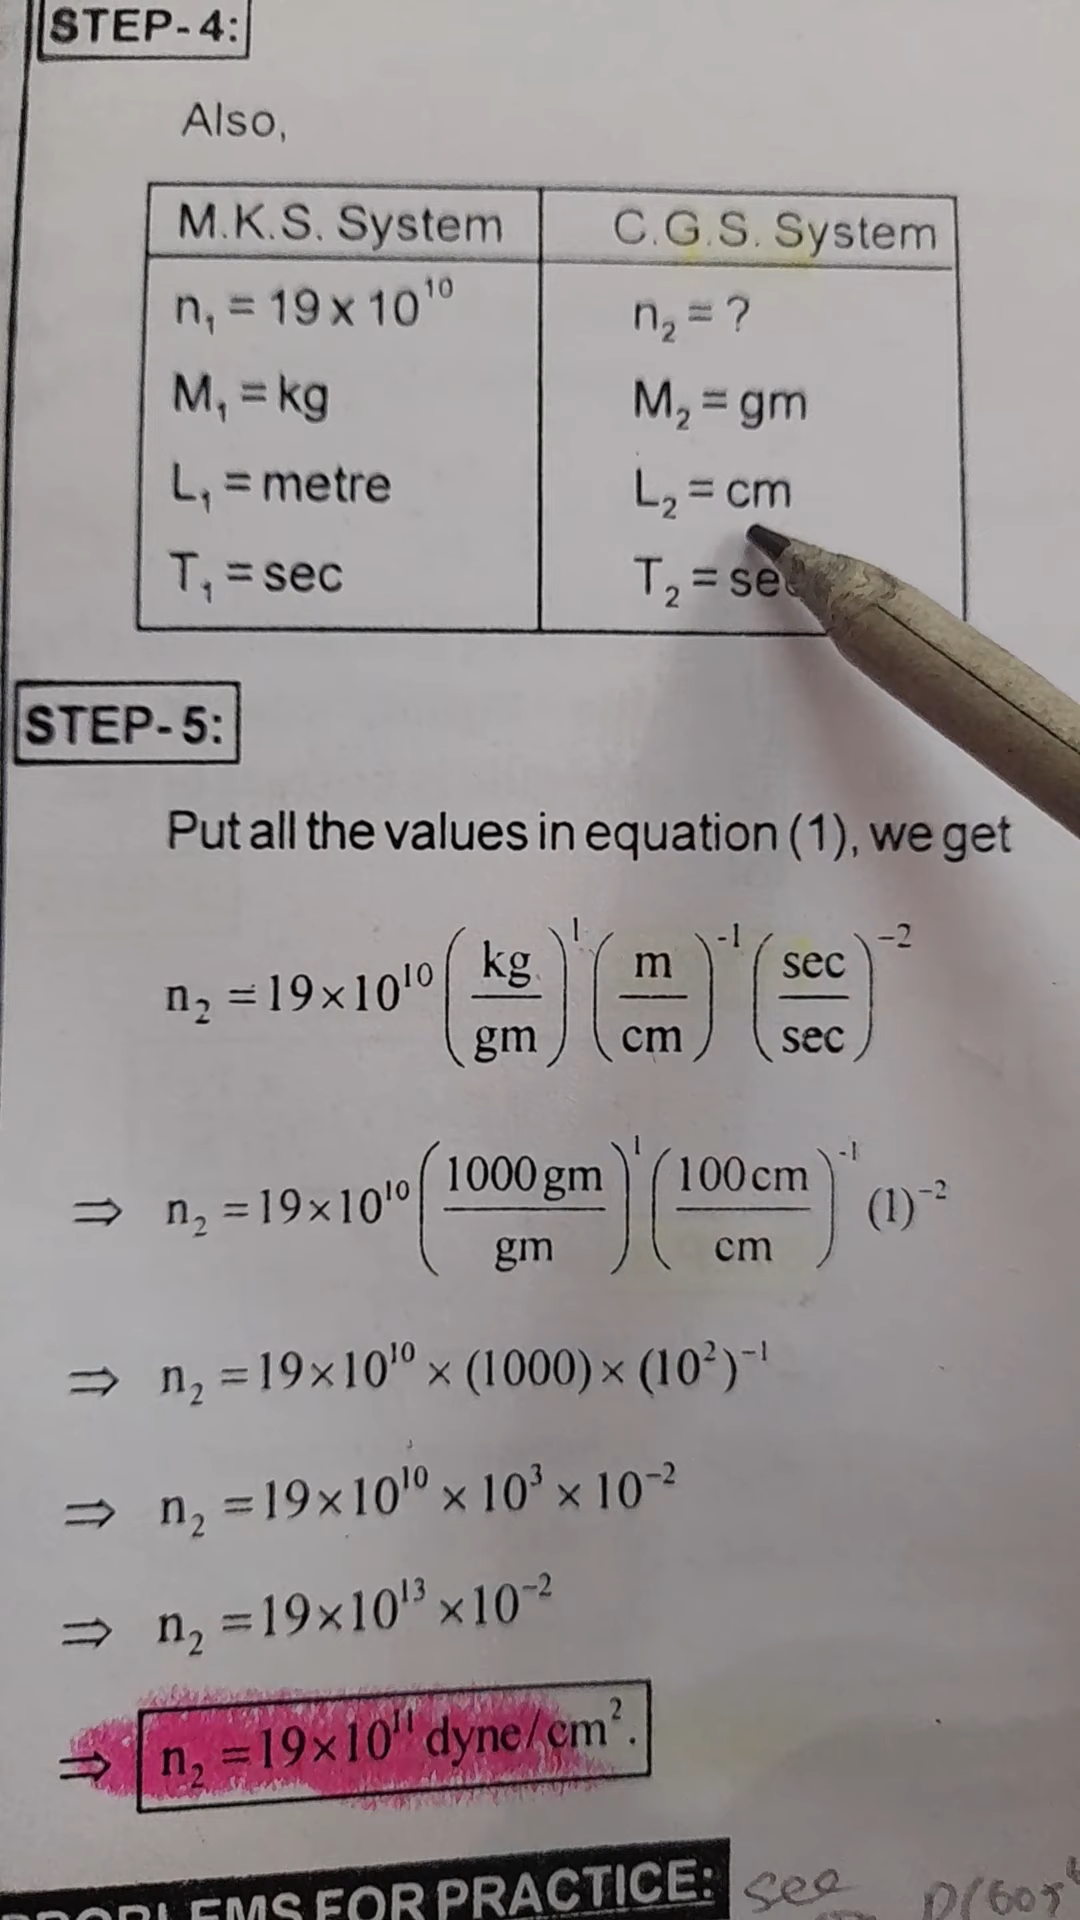 STEP-4:
Also,
M.K.S. System C.G.S. System
n₁ = 19 x 10¹⁰ n₂ = ?
M₁ = kg M₂ = gm
L₁ = metre L₂ = cm
T₁ = sec T₂ = se
STEP-5:
Put all the values in equation (1), we get
n₂ = 19×10¹⁰ (kg/gm)¹ (m/cm)⁻¹ (sec/sec)⁻²
⇒ n₂ = 19×10¹⁰ (1000 gm/gm)¹ (100 cm/cm)⁻¹ (1)⁻²
⇒ n₂ = 19×10¹⁰ × (1000) × (10²)⁻¹
⇒ n₂ = 19×10¹⁰ × 10³ × 10⁻²
⇒ n₂ = 19×10¹³ ×10⁻²
⇒ n₂ = 19×10¹¹ dyne/cm².
PROBLEMS FOR PRACTICE: see